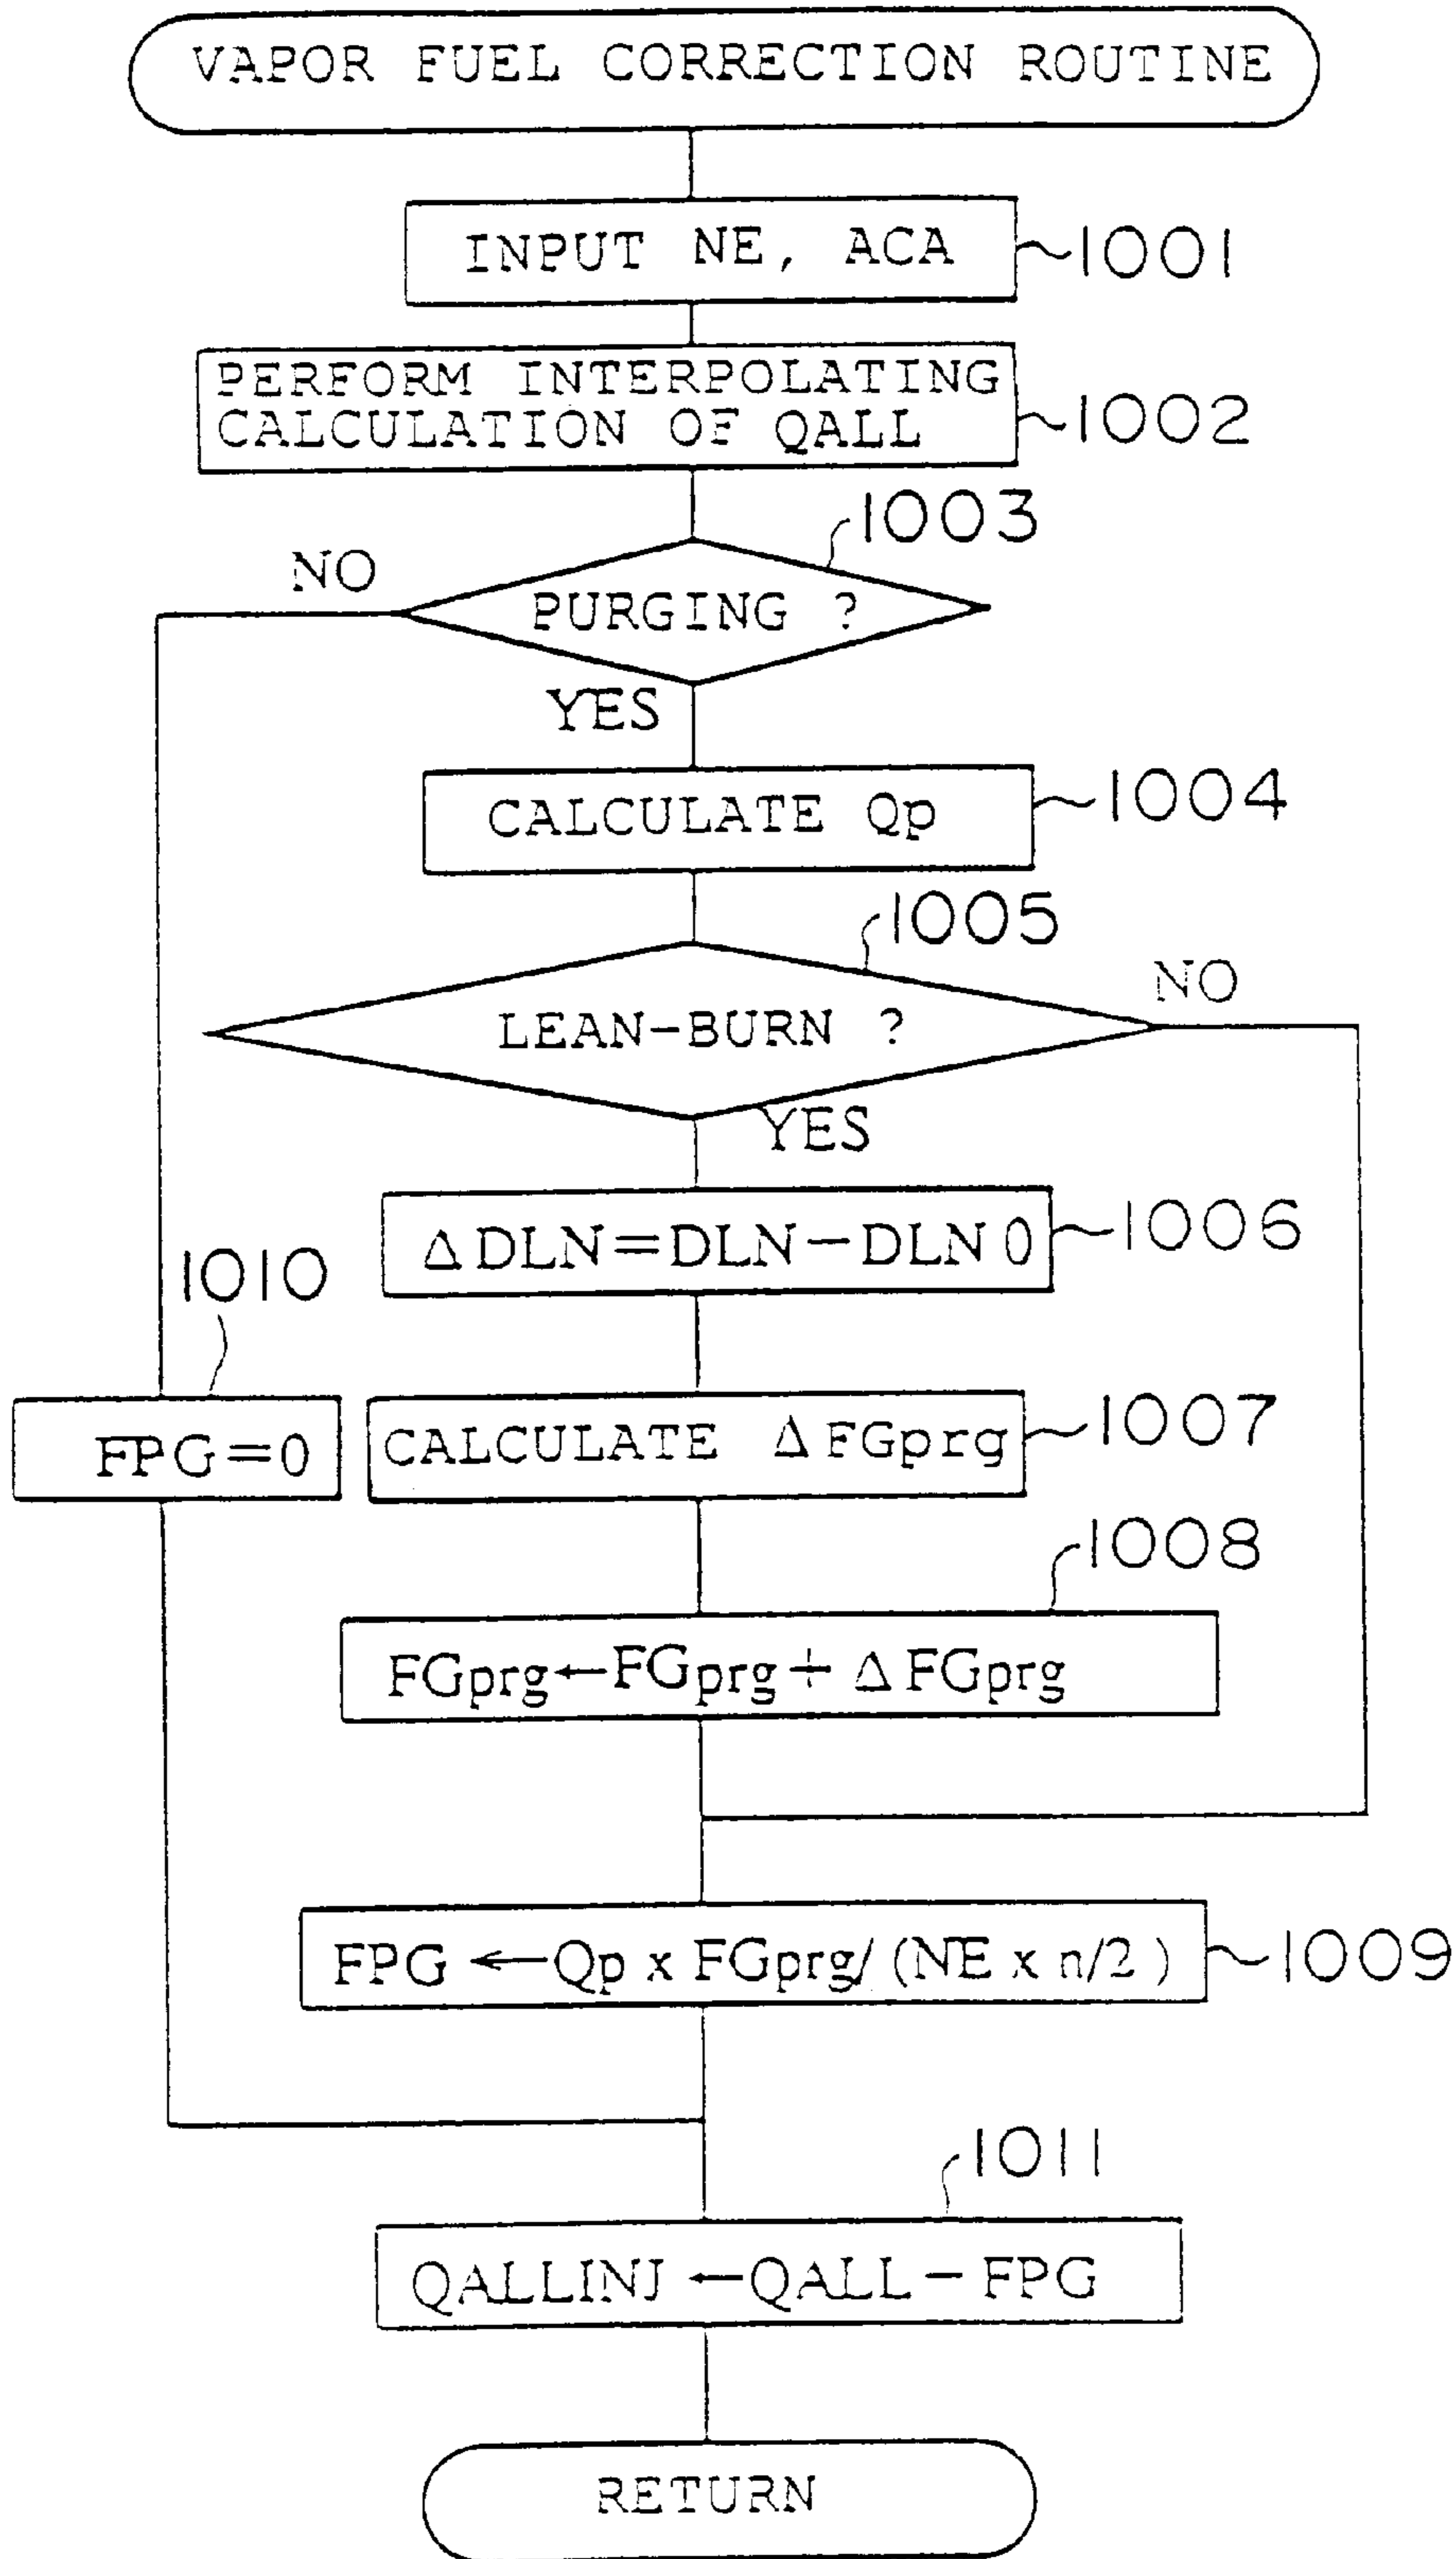 VAPOR FUEL CORRECTION ROUTINE
INPUT NE, ACA
1001
PERFORM INTERPOLATING
CALCULATION OF QALL
1002
1003
NO
PURGING ?
YES
CALCULATE Qp
1004
1005
NO
LEAN-BURN ?
YES
ΔDLN=DLN-DLN0
1006
1010
FPG=0
CALCULATE ΔFGprg
1007
1008
FGprg←FGprg+ΔFGprg
FPG ←Qp x FGprg/(NE x n/2)
1009
1011
QALLINJ ←QALL-FPG
RETURN